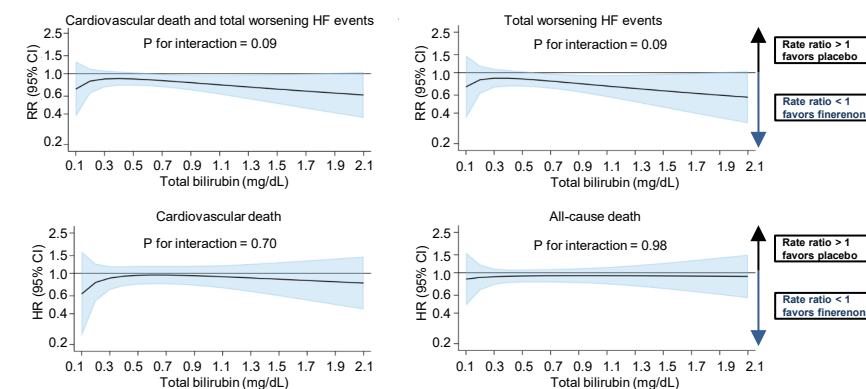 Cardiovascular death and total worsening HF events
P for interaction = 0.09
RR (95% CI)
2.5
1.5
1.0
0.6
0.4
0.2
0.1 0.3 0.5 0.7 0.9 1.1 1.3 1.5 1.7 1.9 2.1
Total bilirubin (mg/dL)
Total worsening HF events
P for interaction = 0.09
RR (95% CI)
2.5
1.5
1.0
0.6
0.4
0.2
0.1 0.3 0.5 0.7 0.9 1.1 1.3 1.5 1.7 1.9 2.1
Total bilirubin (mg/dL)
Rate ratio > 1
favors placebo
Rate ratio < 1
favors finerenon
Cardiovascular death
P for interaction = 0.70
HR (95% CI)
2.5
1.5
1.0
0.6
0.4
0.2
0.1 0.3 0.5 0.7 0.9 1.1 1.3 1.5 1.7 1.9 2.1
Total bilirubin (mg/dL)
All-cause death
P for interaction = 0.98
HR (95% CI)
2.5
1.5
1.0
0.6
0.4
0.2
0.1 0.3 0.5 0.7 0.9 1.1 1.3 1.5 1.7 1.9 2.1
Total bilirubin (mg/dL)
Rate ratio > 1
favors placebo
Rate ratio < 1
favors finerenon